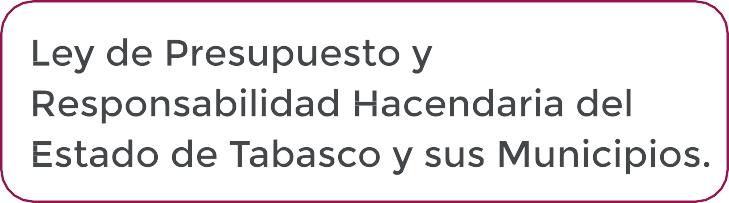 Ley de Presupuesto y
Responsabilidad Hacendaria del
Estado de Tabasco y sus Municipios.